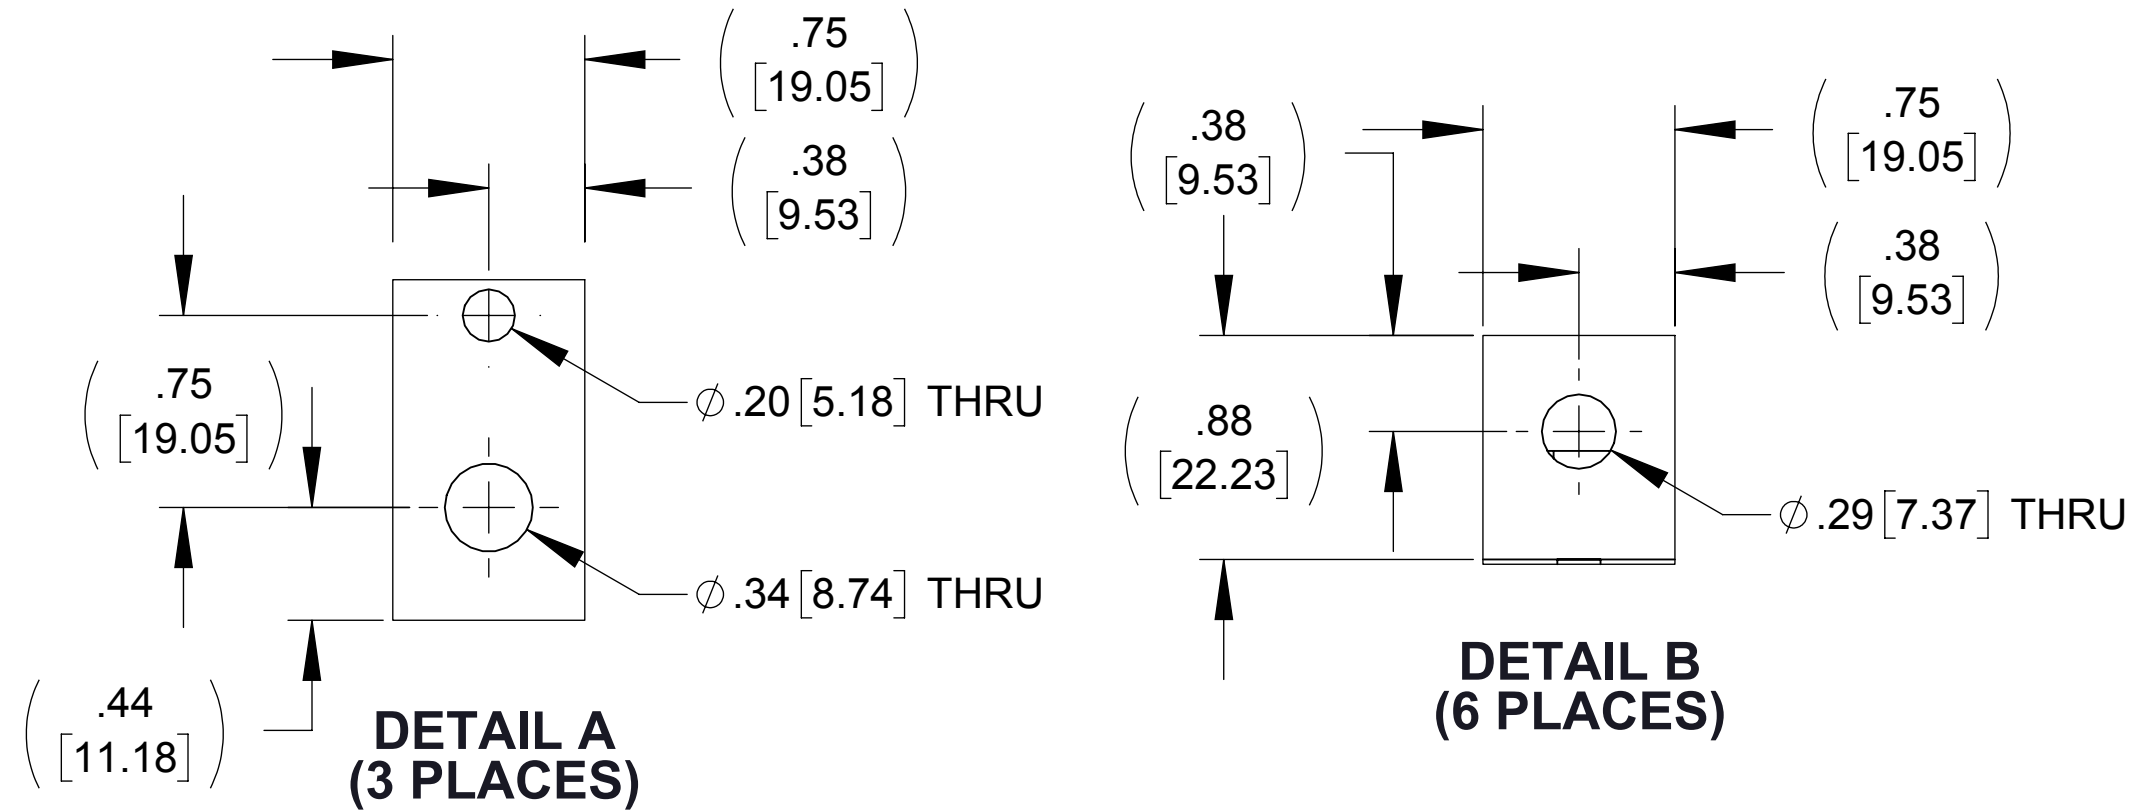 ( .75
[19.05] )
( .38
[9.53] )
( .75
[19.05] )
⌀ .20 [5.18] THRU
⌀ .34 [8.74] THRU
( .44
[11.18] )
DETAIL A
(3 PLACES)
( .38
[9.53] )
( .75
[19.05] )
( .38
[9.53] )
( .88
[22.23] )
⌀ .29 [7.37] THRU
DETAIL B
(6 PLACES)